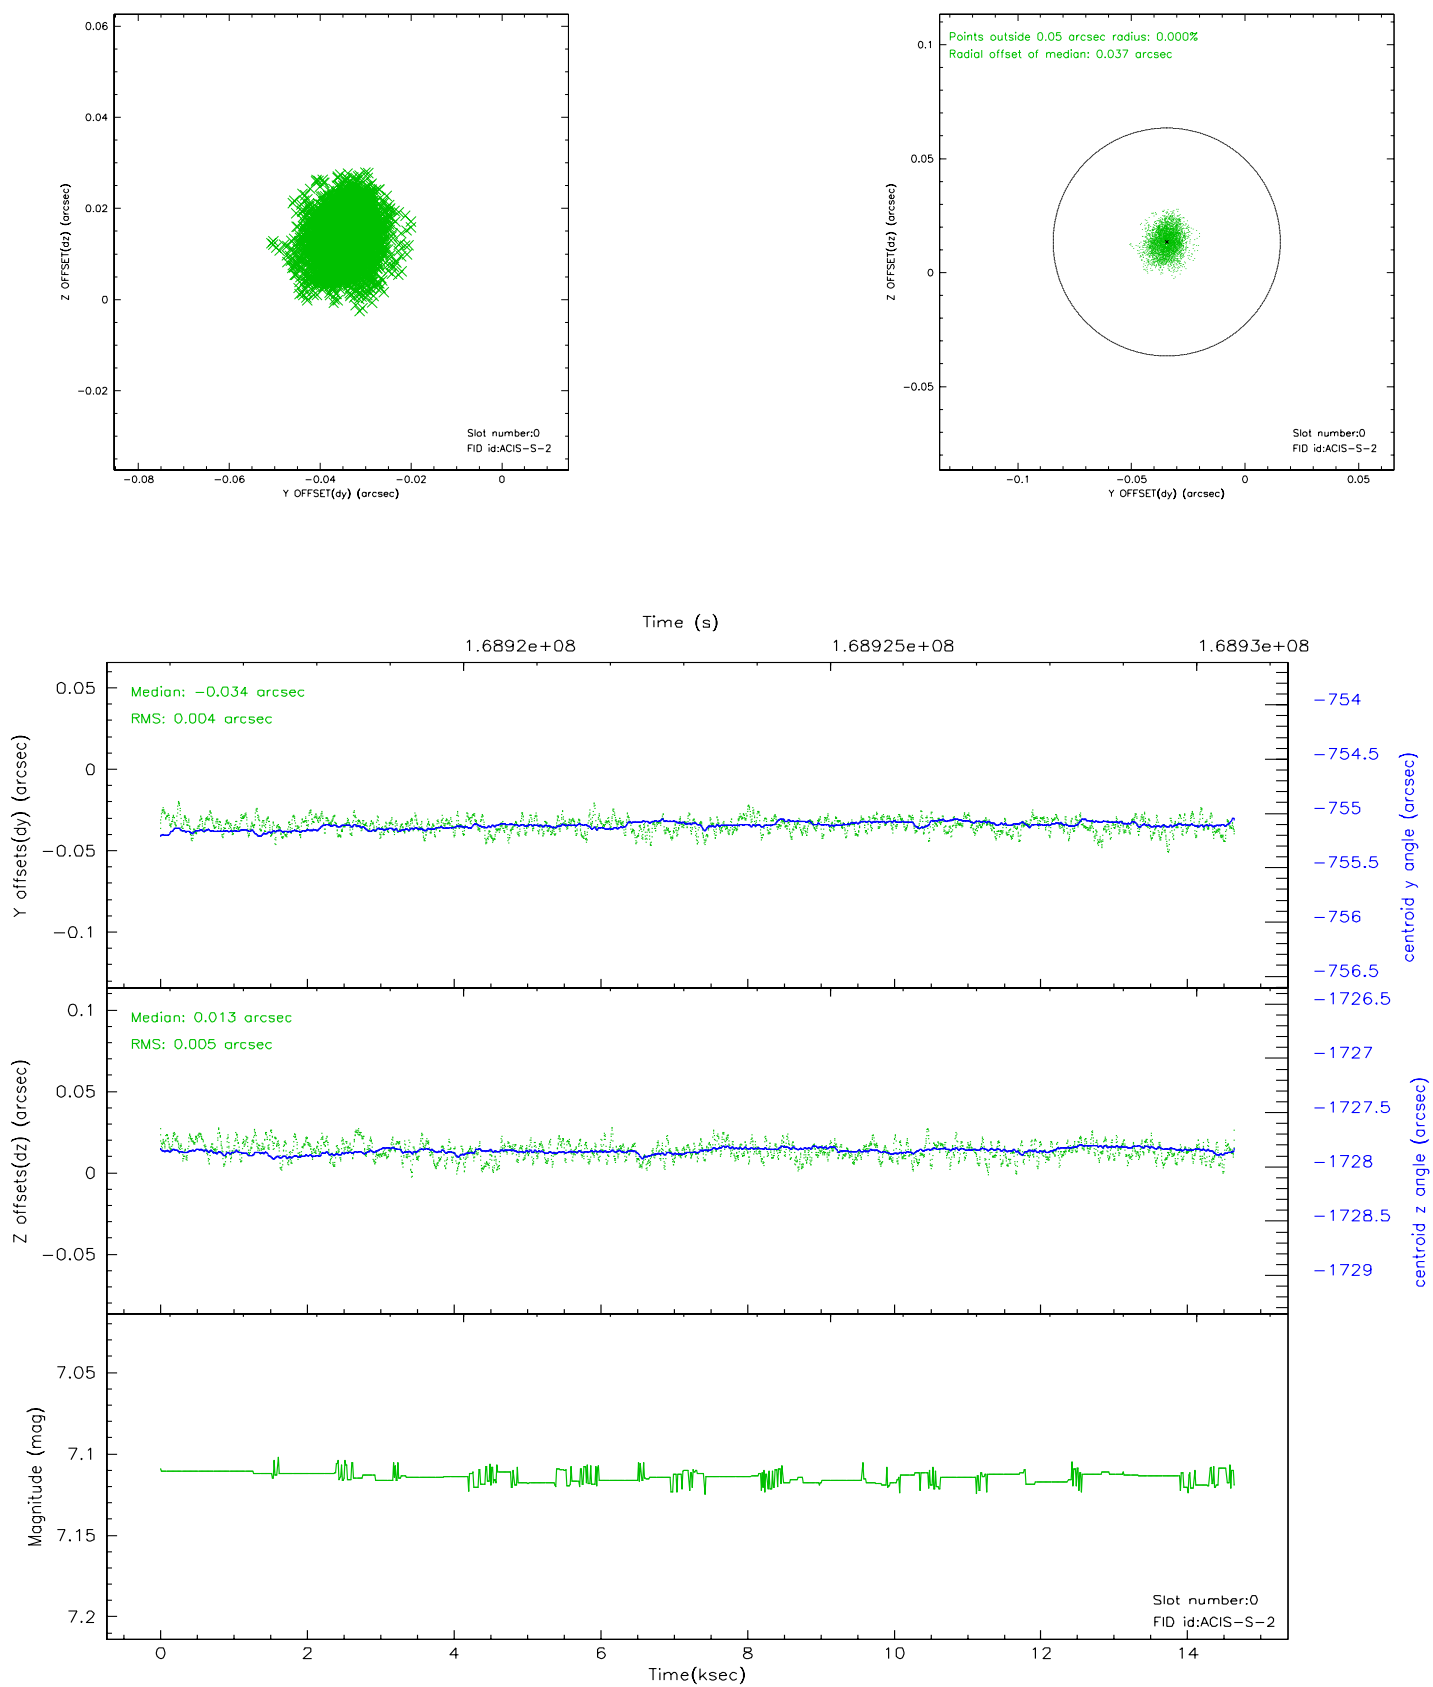 0.06
0.04
0.02
0
−0.02
Z OFFSET(dz) (arcsec)
Slot number:0
FID id:ACIS−S−2
−0.08 −0.06 −0.04 −0.02 0
Y OFFSET(dy) (arcsec)
Points outside 0.05 arcsec radius: 0.000%
Radial offset of median: 0.037 arcsec
0.1
0.05
0
−0.05
Z OFFSET(dz) (arcsec)
Slot number:0
FID id:ACIS−S−2
−0.1 −0.05 0 0.05
Y OFFSET(dy) (arcsec)
Time (s)
1.6892e+08 1.68925e+08 1.6893e+08
Median: −0.034 arcsec
RMS: 0.004 arcsec
0.05
0
−0.05
−0.1
Y offsets(dy) (arcsec)
−754
−754.5
−755
−755.5
−756
−756.5
centroid y angle (arcsec)
Median: 0.013 arcsec
RMS: 0.005 arcsec
0.1
0.05
0
−0.05
Z offsets(dz) (arcsec)
−1726.5
−1727
−1727.5
−1728
−1728.5
−1729
centroid z angle (arcsec)
7.05
7.1
7.15
7.2
Magnitude (mag)
Slot number:0
FID id:ACIS−S−2
0 2 4 6 8 10 12 14
Time(ksec)